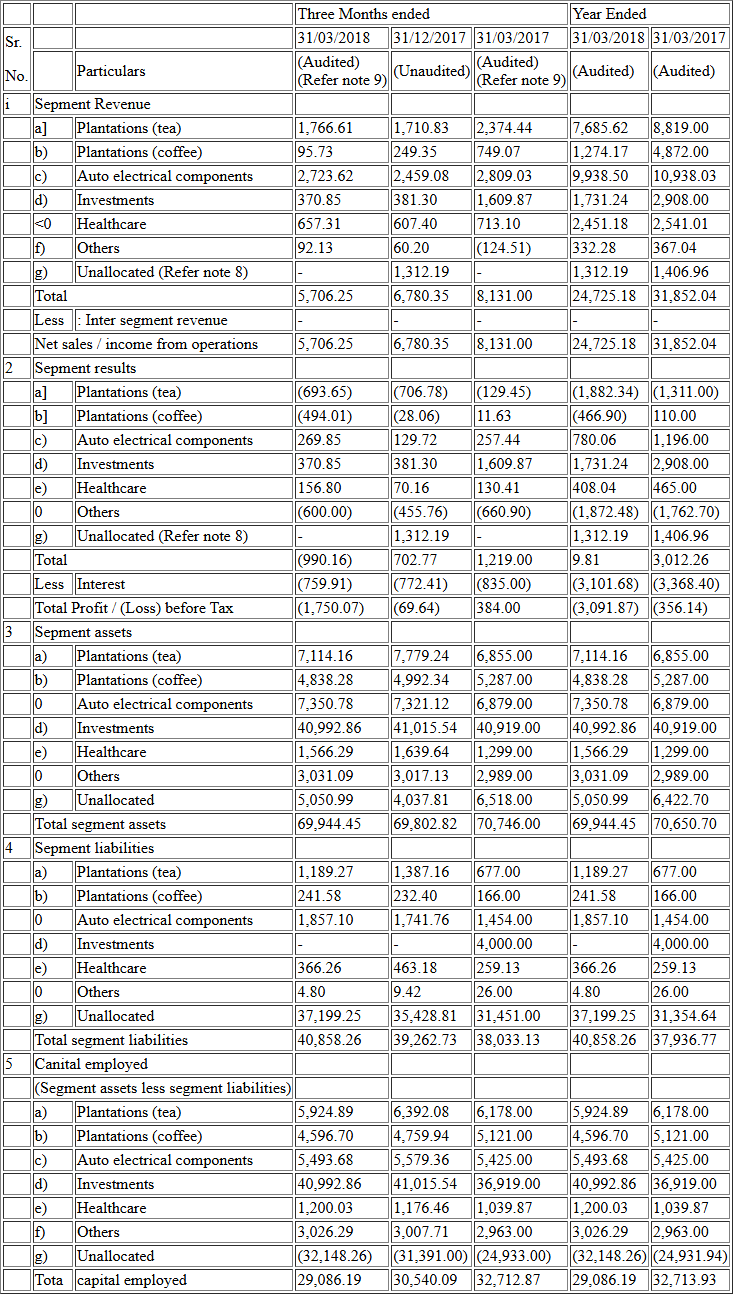 Three Months ended Year Ended
Sr. No. Particulars 31/03/2018 31/12/2017 31/03/2017 31/03/2018 31/03/2017
(Audited) (Refer note 9) (Unaudited) (Audited) (Refer note 9) (Audited) (Audited)
i Sepment Revenue
a] Plantations (tea) 1,766.61 1,710.83 2,374.44 7,685.62 8,819.00
b) Plantations (coffee) 95.73 249.35 749.07 1,274.17 4,872.00
c) Auto electrical components 2,723.62 2,459.08 2,809.03 9,938.50 10,938.03
d) Investments 370.85 381.30 1,609.87 1,731.24 2,908.00
<0 Healthcare 657.31 607.40 713.10 2,451.18 2,541.01
f) Others 92.13 60.20 (124.51) 332.28 367.04
g) Unallocated (Refer note 8) - 1,312.19 - 1,312.19 1,406.96
Total 5,706.25 6,780.35 8,131.00 24,725.18 31,852.04
Less : Inter segment revenue - - - - -
Net sales / income from operations 5,706.25 6,780.35 8,131.00 24,725.18 31,852.04
2 Sepment results
a] Plantations (tea) (693.65) (706.78) (129.45) (1,882.34) (1,311.00)
b] Plantations (coffee) (494.01) (28.06) 11.63 (466.90) 110.00
c) Auto electrical components 269.85 129.72 257.44 780.06 1,196.00
d) Investments 370.85 381.30 1,609.87 1,731.24 2,908.00
e) Healthcare 156.80 70.16 130.41 408.04 465.00
0 Others (600.00) (455.76) (660.90) (1,872.48) (1,762.70)
g) Unallocated (Refer note 8) - 1,312.19 - 1,312.19 1,406.96
Total (990.16) 702.77 1,219.00 9.81 3,012.26
Less Interest (759.91) (772.41) (835.00) (3,101.68) (3,368.40)
Total Profit / (Loss) before Tax (1,750.07) (69.64) 384.00 (3,091.87) (356.14)
3 Sepment assets
a) Plantations (tea) 7,114.16 7,779.24 6,855.00 7,114.16 6,855.00
b) Plantations (coffee) 4,838.28 4,992.34 5,287.00 4,838.28 5,287.00
0 Auto electrical components 7,350.78 7,321.12 6,879.00 7,350.78 6,879.00
d) Investments 40,992.86 41,015.54 40,919.00 40,992.86 40,919.00
e) Healthcare 1,566.29 1,639.64 1,299.00 1,566.29 1,299.00
0 Others 3,031.09 3,017.13 2,989.00 3,031.09 2,989.00
g) Unallocated 5,050.99 4,037.81 6,518.00 5,050.99 6,422.70
Total segment assets 69,944.45 69,802.82 70,746.00 69,944.45 70,650.70
4 Sepment liabilities
a) Plantations (tea) 1,189.27 1,387.16 677.00 1,189.27 677.00
b) Plantations (coffee) 241.58 232.40 166.00 241.58 166.00
0 Auto electrical components 1,857.10 1,741.76 1,454.00 1,857.10 1,454.00
d) Investments - - 4,000.00 - 4,000.00
e) Healthcare 366.26 463.18 259.13 366.26 259.13
0 Others 4.80 9.42 26.00 4.80 26.00
g) Unallocated 37,199.25 35,428.81 31,451.00 37,199.25 31,354.64
Total segment liabilities 40,858.26 39,262.73 38,033.13 40,858.26 37,936.77
5 Canital employed
(Segment assets less segment liabilities)
a) Plantations (tea) 5,924.89 6,392.08 6,178.00 5,924.89 6,178.00
b) Plantations (coffee) 4,596.70 4,759.94 5,121.00 4,596.70 5,121.00
c) Auto electrical components 5,493.68 5,579.36 5,425.00 5,493.68 5,425.00
d) Investments 40,992.86 41,015.54 36,919.00 40,992.86 36,919.00
e) Healthcare 1,200.03 1,176.46 1,039.87 1,200.03 1,039.87
f) Others 3,026.29 3,007.71 2,963.00 3,026.29 2,963.00
g) Unallocated (32,148.26) (31,391.00) (24,933.00) (32,148.26) (24,931.94)
Tota capital employed 29,086.19 30,540.09 32,712.87 29,086.19 32,713.93